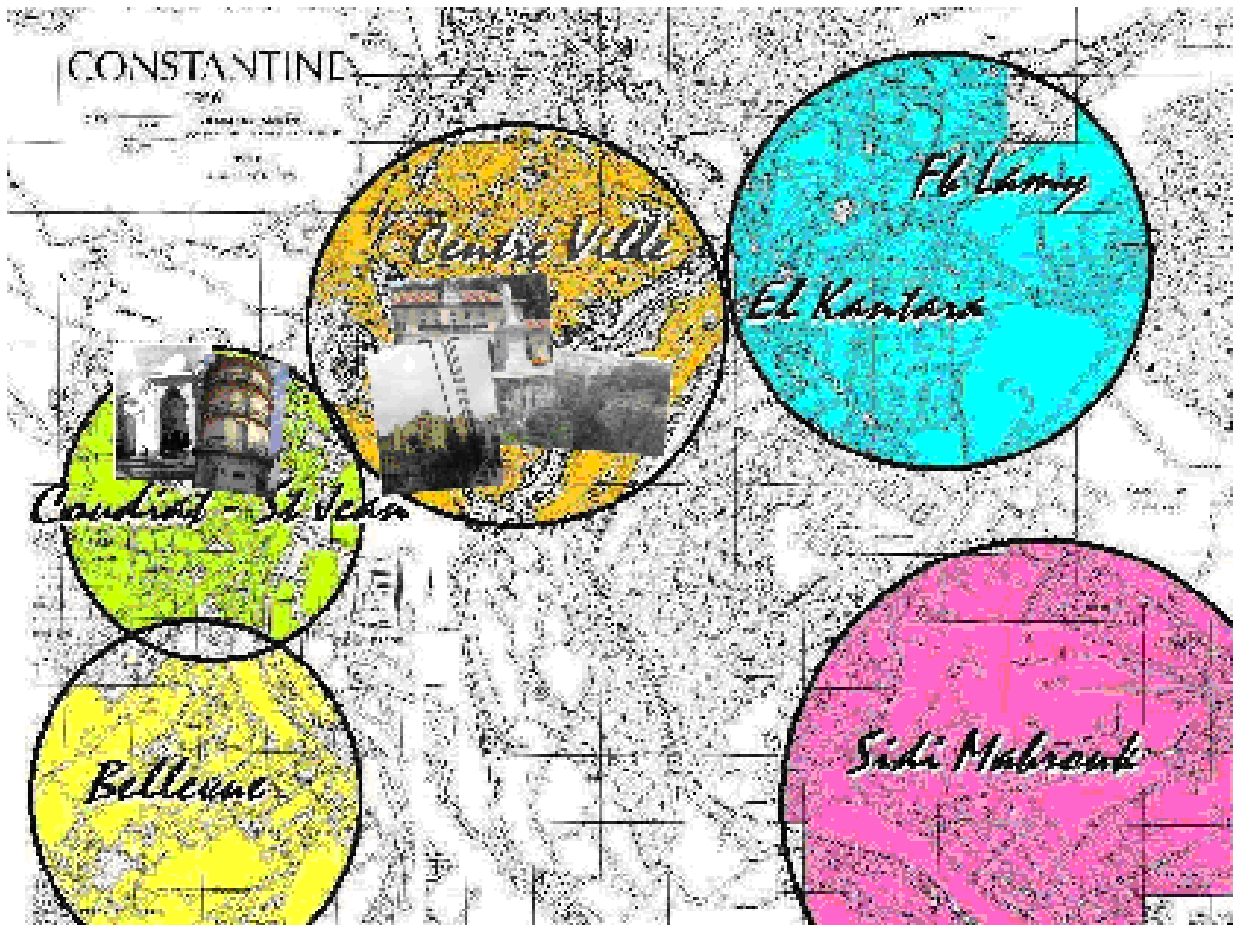 CONSTANTINE
Fb Lamy
Centre Ville
El Kantara
Coudiat - St Jean
Bellevue
Sidi Mabrouk